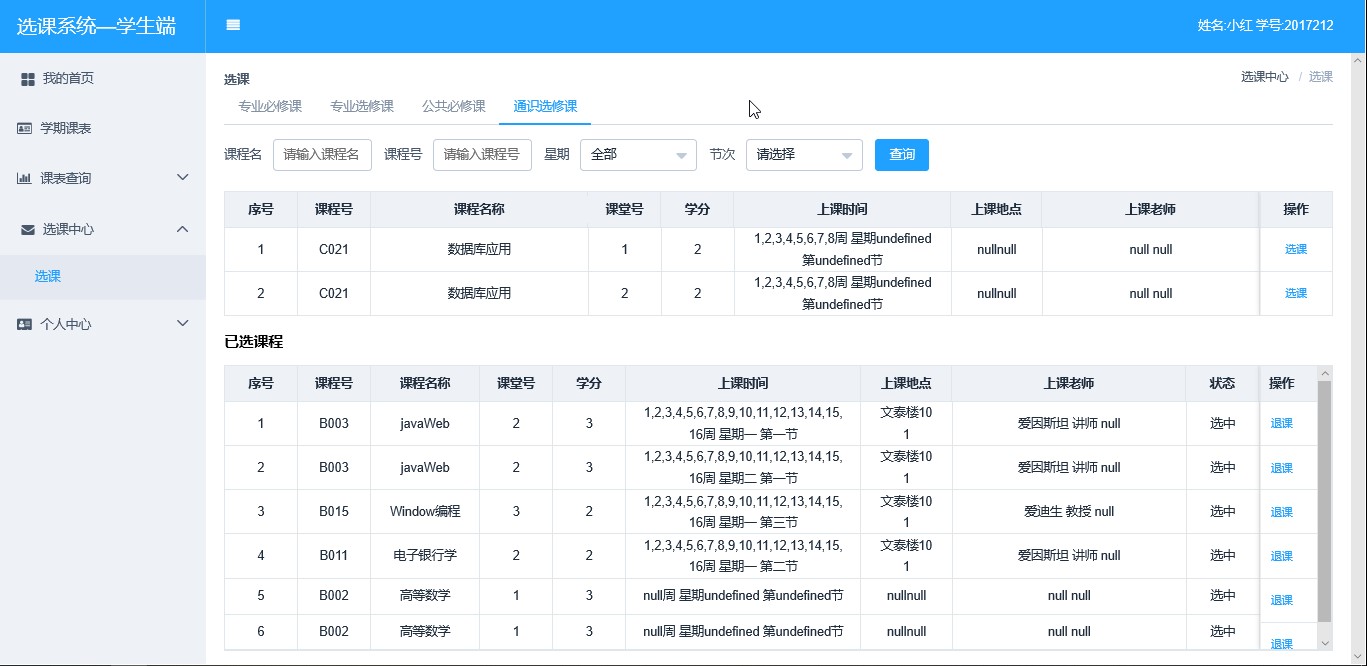 选课系统—学生端
姓名:小红 学号:2017212
我的首页
学期课表
课表查询
选课中心
选课
个人中心
选课
选课中心 / 选课
专业必修课 专业选修课 公共必修课 通识选修课
课程名 请输入课程名 课程号 请输入课程号 星期 全部 节次 请选择 查询
序号 课程号 课程名称 课堂号 学分 上课时间 上课地点 上课老师 操作
1 C021 数据库应用 1 2 1,2,3,4,5,6,7,8周 星期undefined nullnull null null 选课
第undefined节
2 C021 数据库应用 2 2 1,2,3,4,5,6,7,8周 星期undefined nullnull null null 选课
第undefined节
已选课程
序号 课程号 课程名称 课堂号 学分 上课时间 上课地点 上课老师 状态 操作
1 B003 javaWeb 2 3 1,2,3,4,5,6,7,8,9,10,11,12,13,14,15, 文泰楼10 爱因斯坦 讲师 null 选中 退课
16周 星期一 第一节 1
2 B003 javaWeb 2 3 1,2,3,4,5,6,7,8,9,10,11,12,13,14,15, 文泰楼10 爱因斯坦 讲师 null 选中 退课
16周 星期二 第一节 1
3 B015 Window编程 3 2 1,2,3,4,5,6,7,8,9,10,11,12,13,14,15, 文泰楼10 爱迪生 教授 null 选中 退课
16周 星期一 第三节 1
4 B011 电子银行学 2 2 1,2,3,4,5,6,7,8,9,10,11,12,13,14,15, 文泰楼10 爱因斯坦 讲师 null 选中 退课
16周 星期一 第二节 1
5 B002 高等数学 1 3 null周 星期undefined 第undefined节 nullnull null null 选中 退课
6 B002 高等数学 1 3 null周 星期undefined 第undefined节 nullnull null null 选中 退课